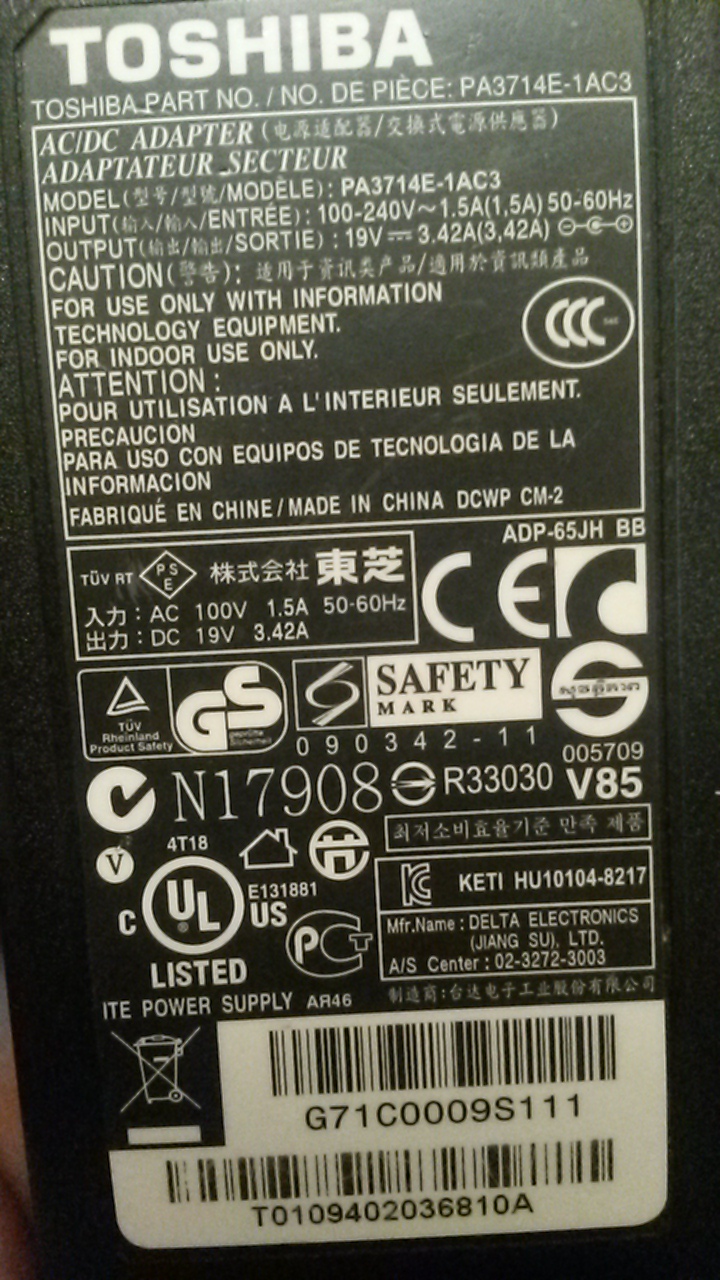 TOSHIBA
TOSHIBA PART NO. / NO. DE PIÈCE: PA3714E-1AC3
AC/DC ADAPTER (电源适配器/交換式電源供應器)
ADAPTATEUR SECTEUR
MODEL(型号/型號/MODÈLE): PA3714E-1AC3
INPUT(输入/輸入/ENTRÉE): 100-240V~1.5A(1,5A) 50-60Hz
OUTPUT(输出/輸出/SORTIE): 19V⎓3.42A(3,42A)
CAUTION(警告): 适用于资讯类产品/適用於資訊類產品
FOR USE ONLY WITH INFORMATION
TECHNOLOGY EQUIPMENT.
FOR INDOOR USE ONLY.
CCC
ATTENTION :
POUR UTILISATION A L'INTERIEUR SEULEMENT.
PRECAUCION
PARA USO CON EQUIPOS DE TECNOLOGIA DE LA
INFORMACION
FABRIQUÉ EN CHINE/MADE IN CHINA DCWP CM-2
ADP-65JH BB
TÜV RT PSE 株式会社 東芝
入力: AC 100V 1.5A 50-60Hz
出力: DC 19V 3.42A
CE
TÜV
Rheinland
Product Safety
GS
geprüfte
Sicherheit
SAFETY
MARK
090342-11
005709
N17908 R33030 V85
V
4T18
최저소비효율기준 만족 제품
KETI HU10104-8217
C UL US
E131881
LISTED
PCT
Mfr.Name : DELTA ELECTRONICS
(JIANG SU), LTD.
A/S Center : 02-3272-3003
ITE POWER SUPPLY AЯ46
制造商:台达电子工业股份有限公司
G71C0009S111
T0109402036810A